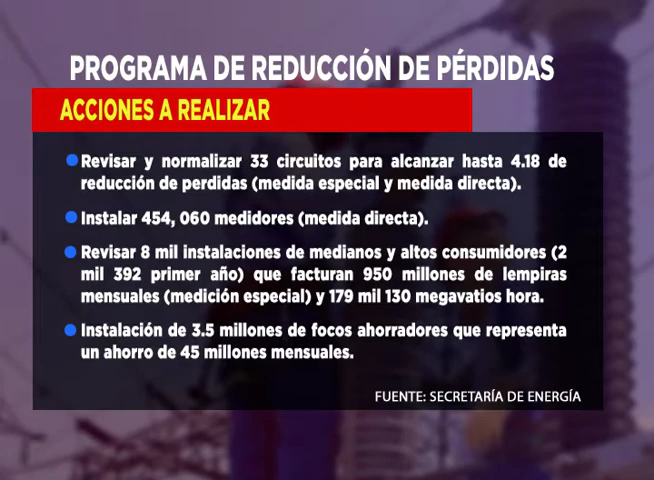 PROGRAMA DE REDUCCIÓN DE PÉRDIDAS
ACCIONES A REALIZAR
Revisar y normalizar 33 circuitos para alcanzar hasta 4.18 de
reducción de perdidas (medida especial y medida directa).
Instalar 454, 060 medidores (medida directa).
Revisar 8 mil instalaciones de medianos y altos consumidores (2
mil 392 primer año) que facturan 950 millones de lempiras
mensuales (medición especial) y 179 mil 130 megavatios hora.
Instalación de 3.5 millones de focos ahorradores que representa
un ahorro de 45 millones mensuales.
FUENTE: SECRETARÍA DE ENERGÍA